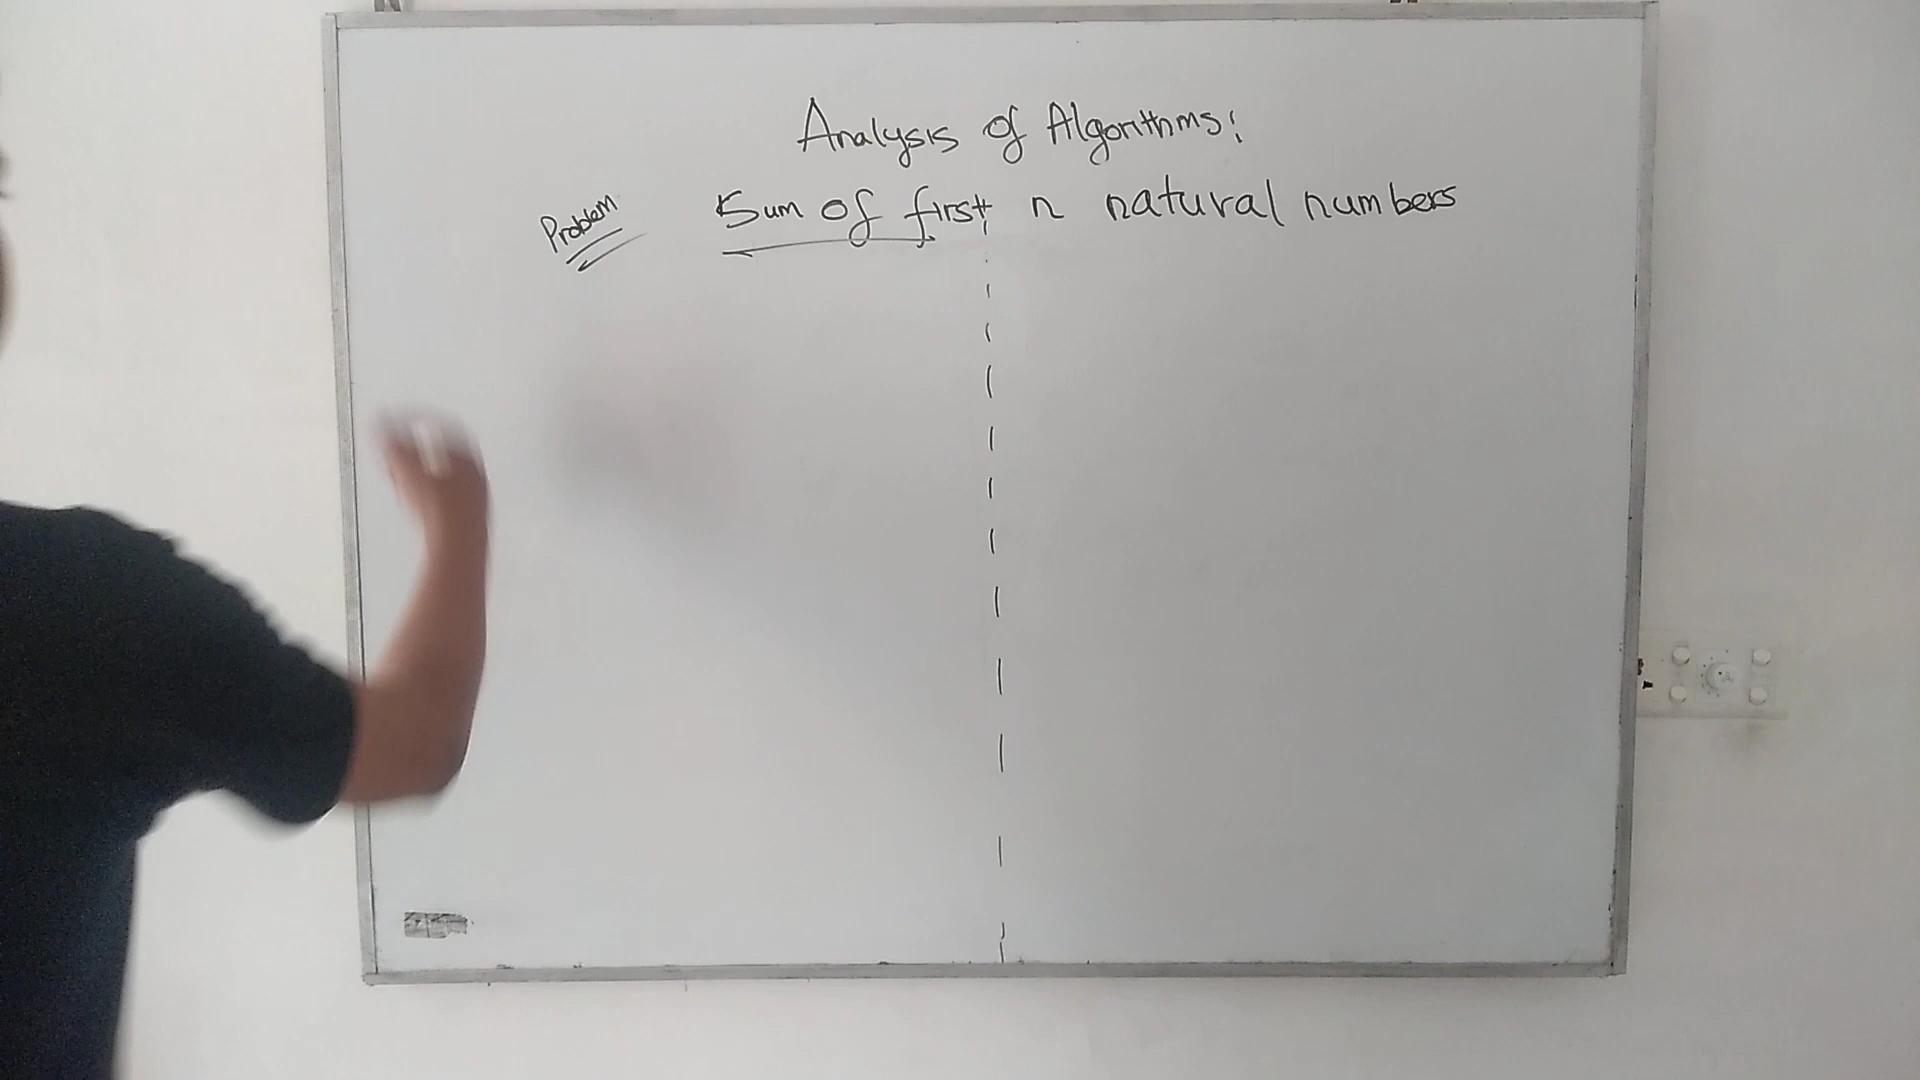 Analysis of Algorithms:
Problem Sum of first n natural numbers